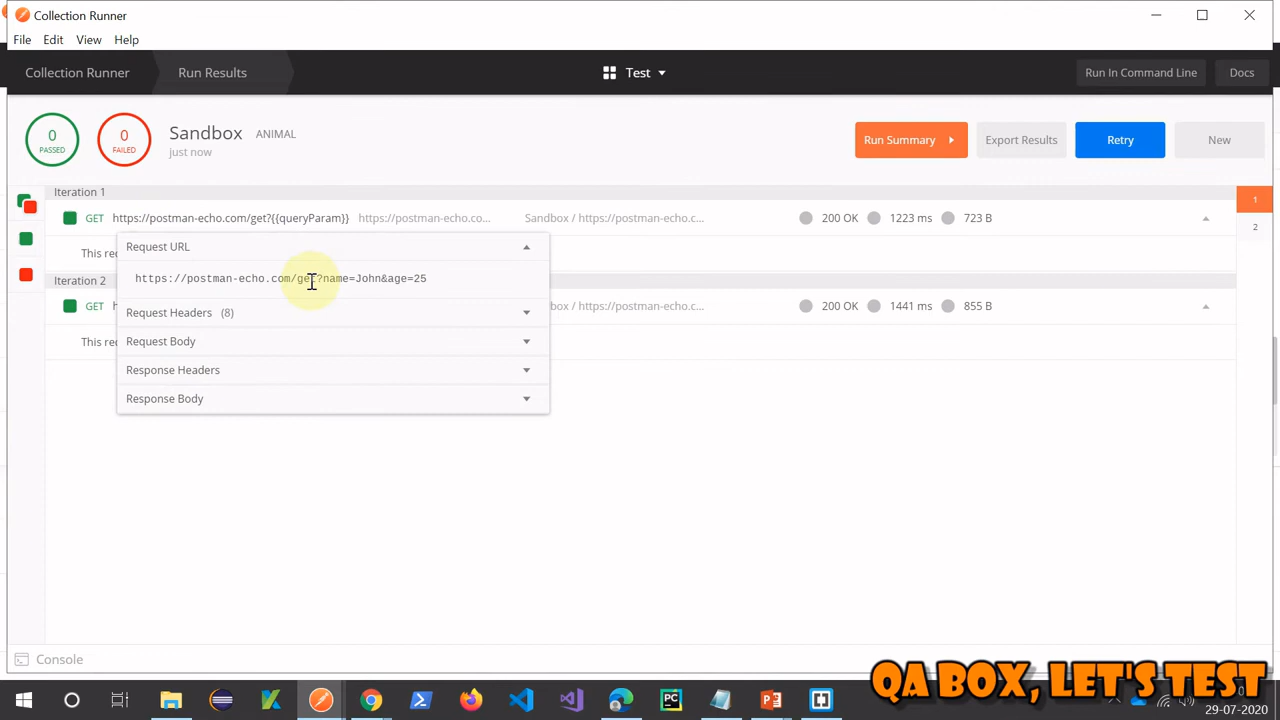 Collection Runner
File Edit View Help
Collection Runner Run Results Test Run In Command Line Docs
0 PASSED
0 FAILED
Sandbox ANIMAL
just now
Run Summary Export Results Retry New
Iteration 1
1
GET https://postman-echo.com/get?{{queryParam}} https://postman-echo.co... Sandbox / https://postman-echo.c... 200 OK 1223 ms 723 B
2
This rec
Request URL
https://postman-echo.com/get?name=John&age=25
Iteration 2
GET h box / https://postman-echo.c... 200 OK 1441 ms 855 B
Request Headers (8)
This rec
Request Body
Response Headers
Response Body
Console
QA BOX, LET'S TEST
29-07-2020